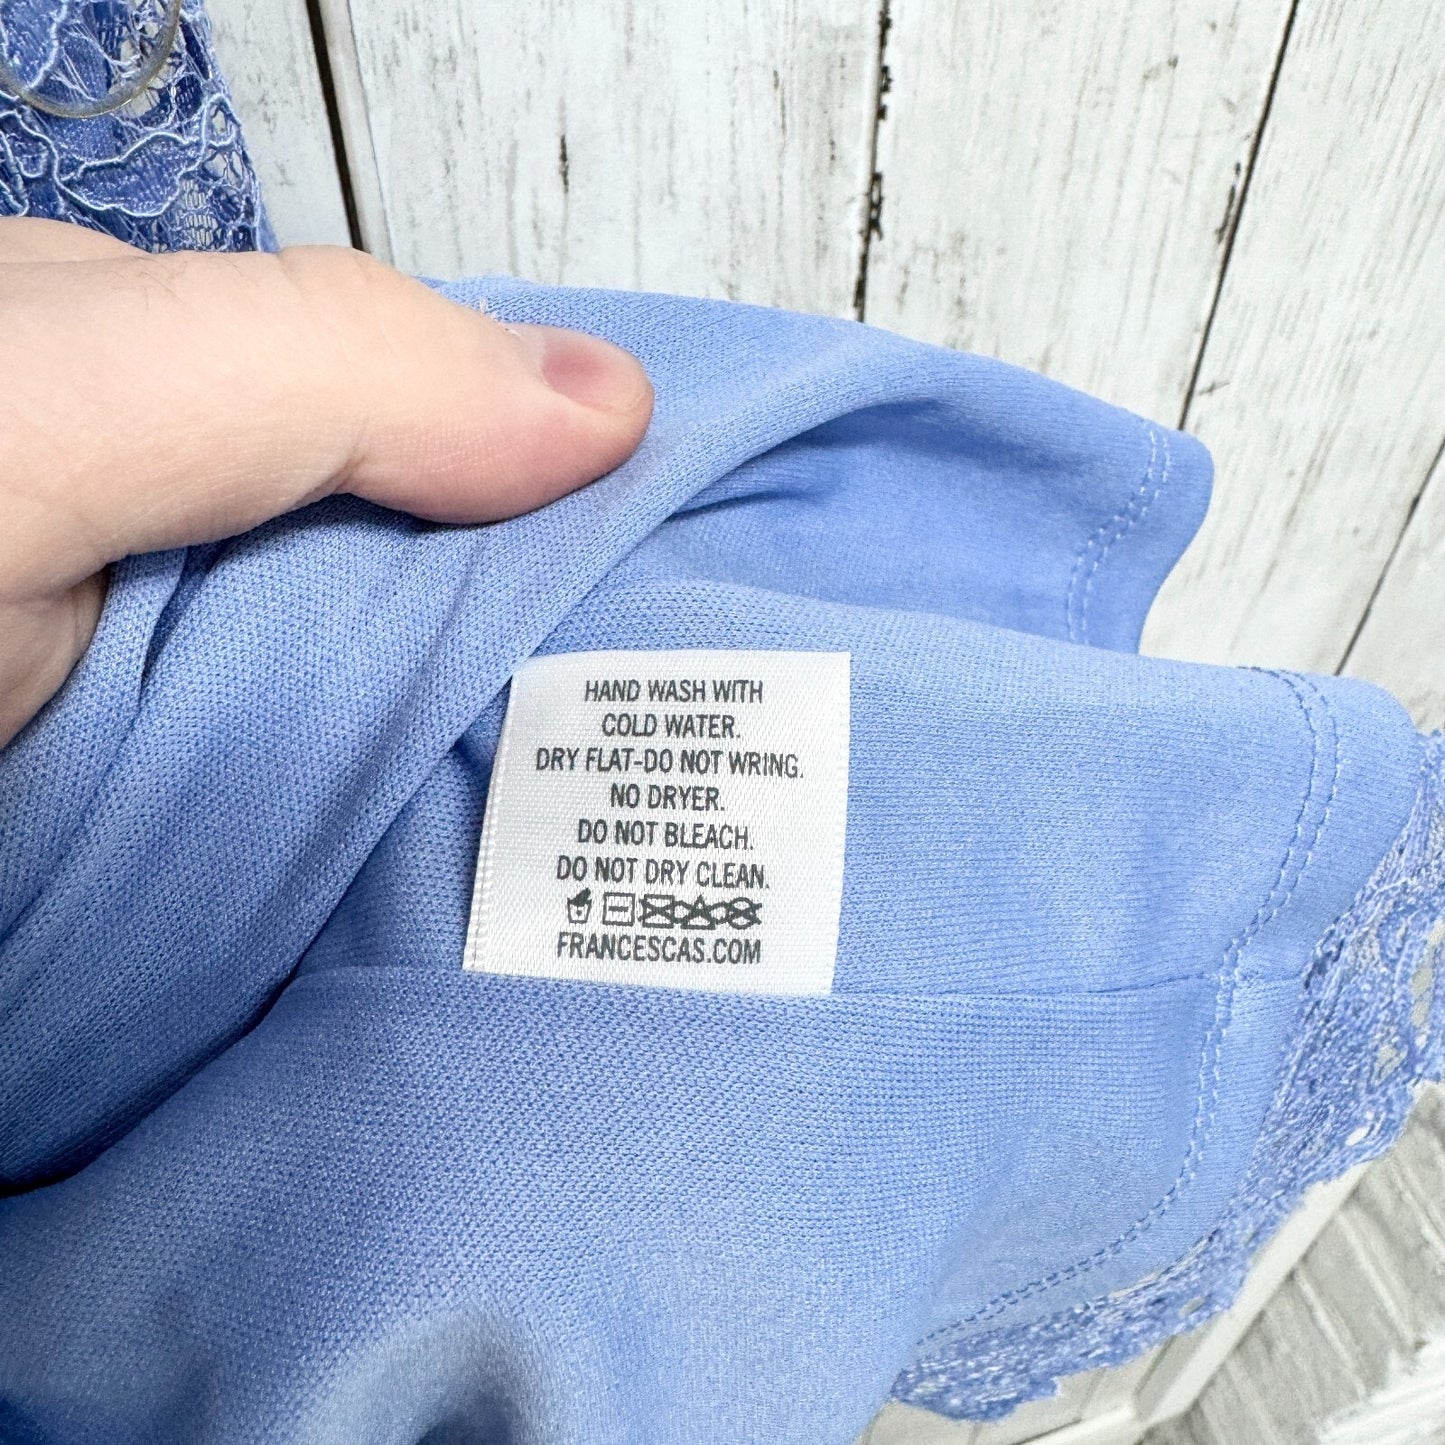 HAND WASH WITH
COLD WATER.
DRY FLAT-DO NOT WRING.
NO DRYER.
DO NOT BLEACH.
DO NOT DRY CLEAN.
FRANCESCAS.COM